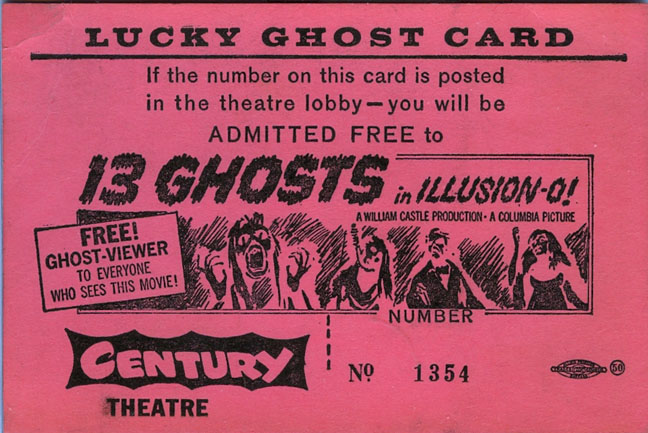 LUCKY GHOST CARD
If the number on this card is posted
in the theatre lobby—you will be
ADMITTED FREE to
13 GHOSTS in ILLUSION-O!
A WILLIAM CASTLE PRODUCTION • A COLUMBIA PICTURE
FREE!
GHOST-VIEWER
TO EVERYONE
WHO SEES THIS MOVIE!
NUMBER
CENTURY
THEATRE
Nº 1354
50